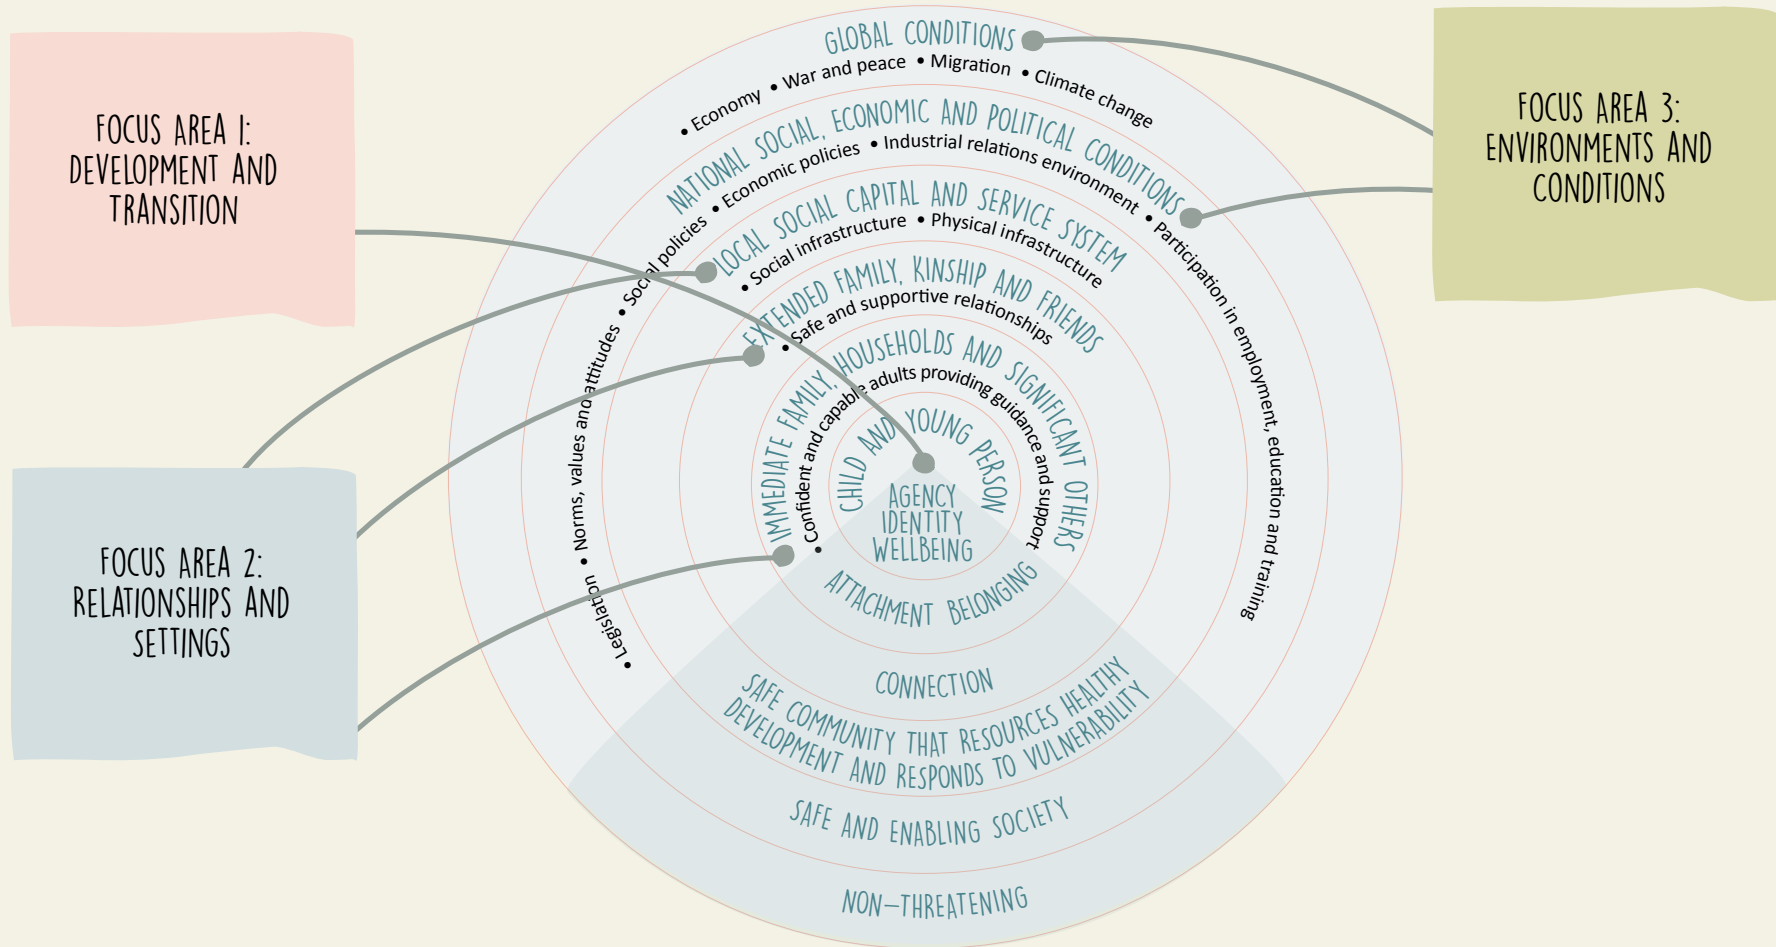 FOCUS AREA 1:
DEVELOPMENT AND
TRANSITION
FOCUS AREA 2:
RELATIONSHIPS AND
SETTINGS
FOCUS AREA 3:
ENVIRONMENTS AND
CONDITIONS
GLOBAL CONDITIONS
• Economy • War and peace • Migration • Climate change
NATIONAL SOCIAL, ECONOMIC AND POLITICAL CONDITIONS
• Legislation • Norms, values and attitudes • Social policies • Economic policies • Industrial relations environment • Participation in employment, education and training
LOCAL SOCIAL CAPITAL AND SERVICE SYSTEM
• Social infrastructure • Physical infrastructure
EXTENDED FAMILY, KINSHIP AND FRIENDS
• Safe and supportive relationships
IMMEDIATE FAMILY, HOUSEHOLDS AND SIGNIFICANT OTHERS
• Confident and capable adults providing guidance and support
CHILD AND YOUNG PERSON
AGENCY
IDENTITY
WELLBEING
ATTACHMENT BELONGING
CONNECTION
SAFE COMMUNITY THAT RESOURCES HEALTHY
DEVELOPMENT AND RESPONDS TO VULNERABILITY
SAFE AND ENABLING SOCIETY
NON-THREATENING